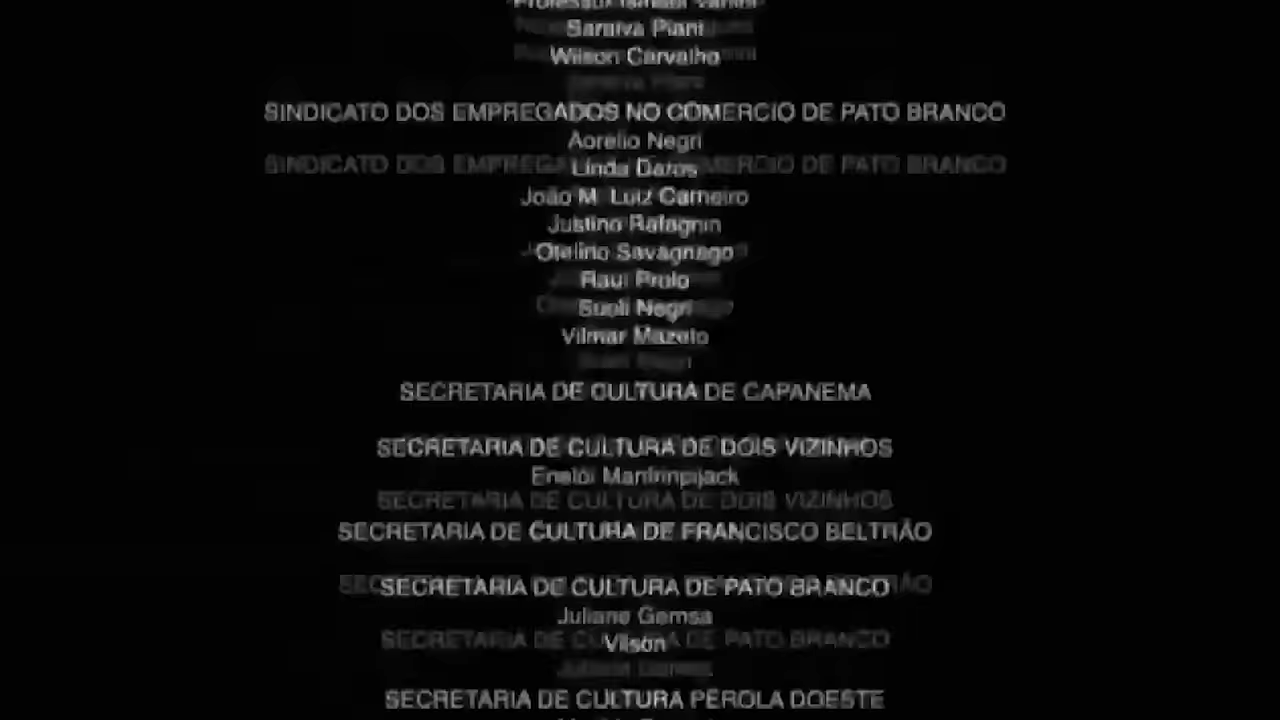 Professor Ismael Vanini
Saraiva Piani
Wilson Carvalho
SINDICATO DOS EMPREGADOS NO COMERCIO DE PATO BRANCO
Aorelio Negri
Linda Daros
João M. Luiz Carneiro
Justino Rafagnin
Otelino Savagnago
Raul Prolo
Sueli Negri
Vilmar Mazeto
SECRETARIA DE CULTURA DE CAPANEMA
SECRETARIA DE CULTURA DE DOIS VIZINHOS
SECRETARIA DE CULTURA DE FRANCISCO BELTRÃO
SECRETARIA DE CULTURA DE PATO BRANCO
Juliane Gemsa
Vilson
SECRETARIA DE CULTURA PEROLA DOESTE